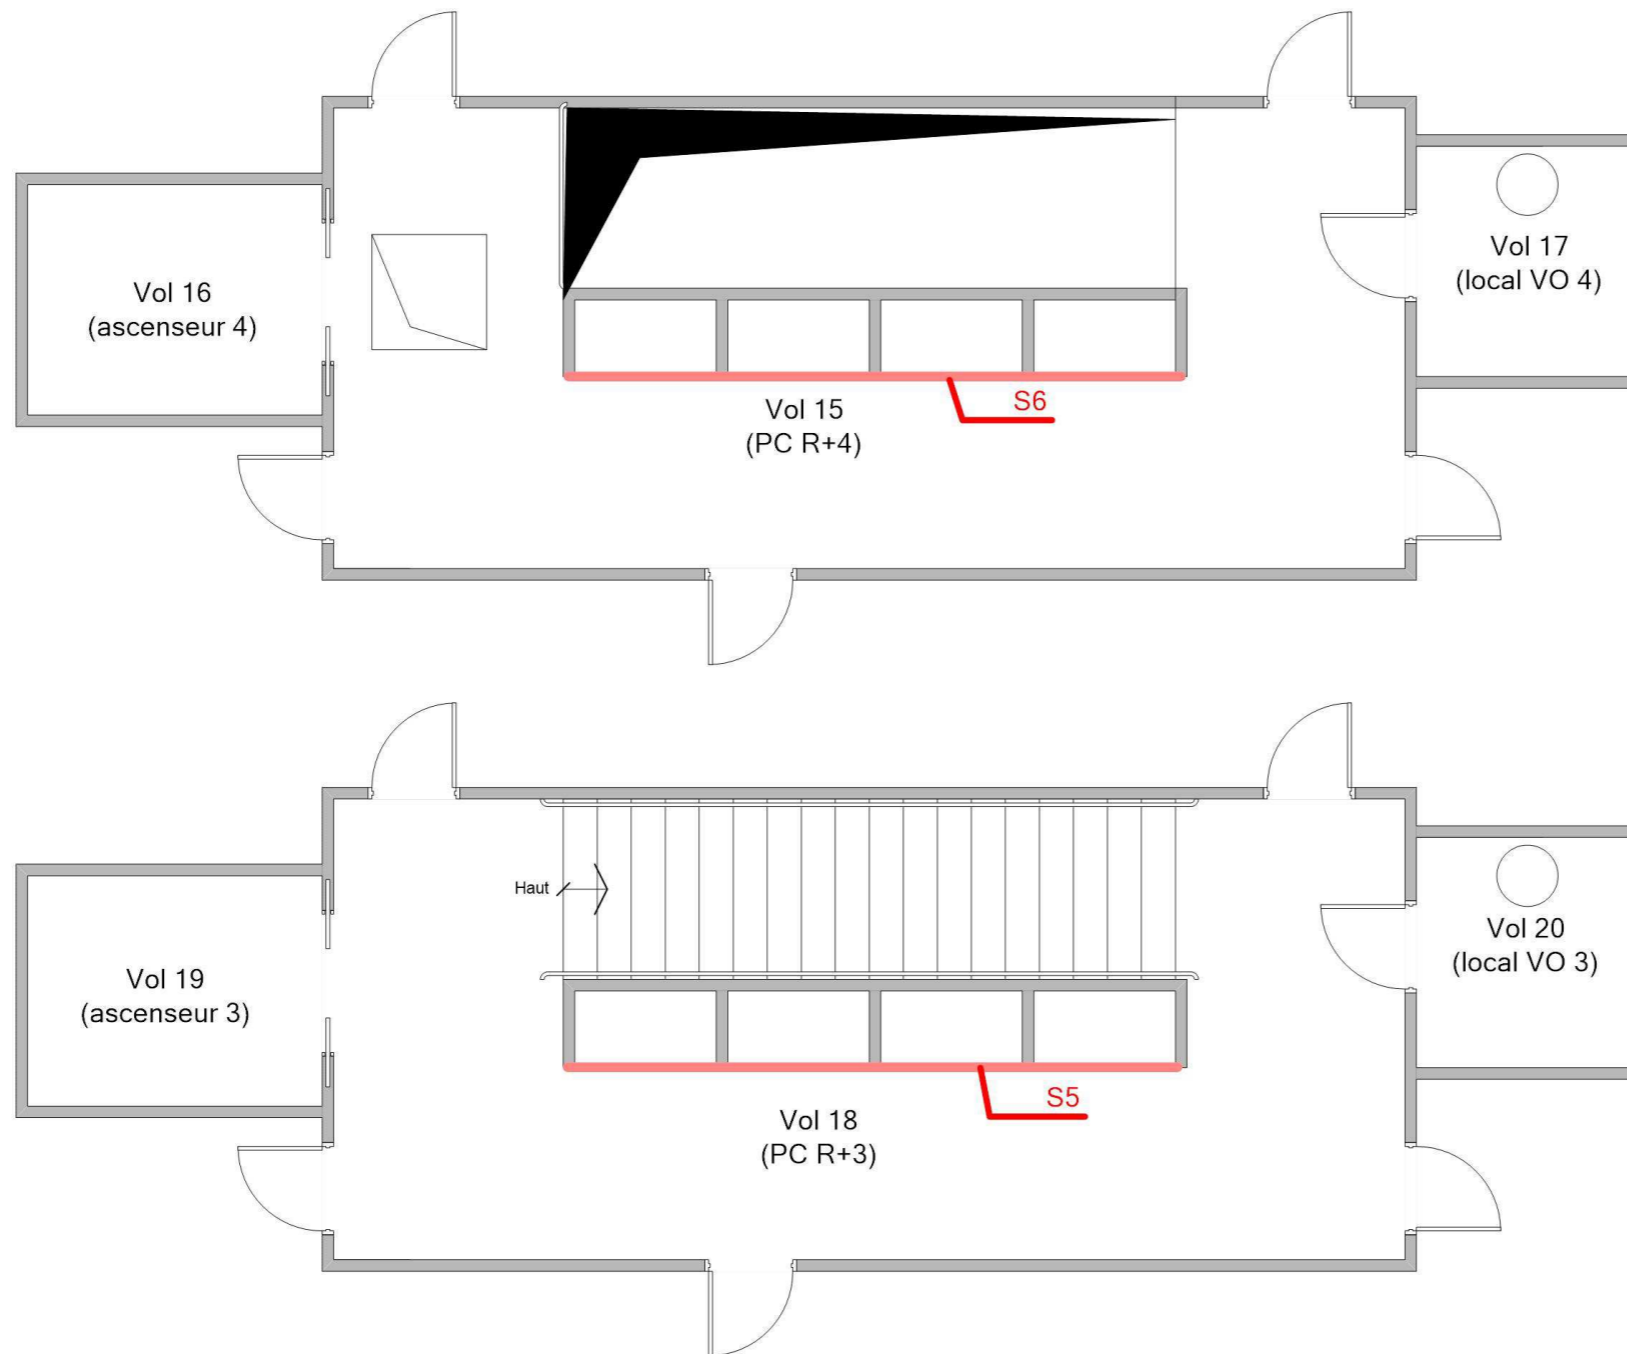 Vol 16
(ascenseur 4)
Vol 17
(local VO 4)
S6
Vol 15
(PC R+4)
Haut
Vol 19
(ascenseur 3)
Vol 20
(local VO 3)
S5
Vol 18
(PC R+3)